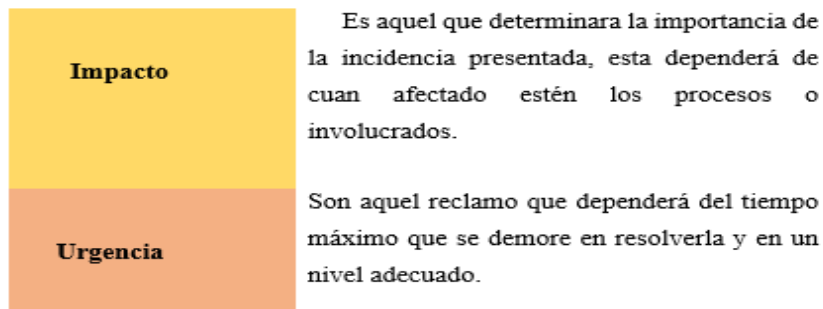 Impacto
Es aquel que determinara la importancia de
la incidencia presentada, esta dependerá de
cuan afectado estén los procesos o
involucrados.
Urgencia
Son aquel reclamo que dependerá del tiempo
máximo que se demore en resolverla y en un
nivel adecuado.